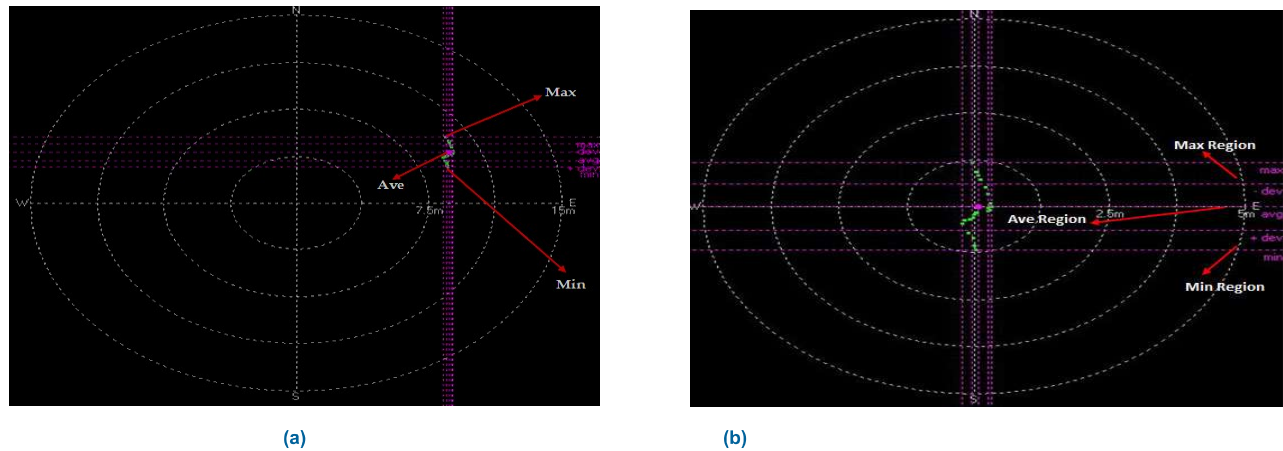 N
Max
Ave
min
W
7.5m
15m
E
Min
S
(a)
N
Max Region
max
dev
W
2.5m
5m
E
Ave Region
avg
+ dev
min
Min Region
S
(b)